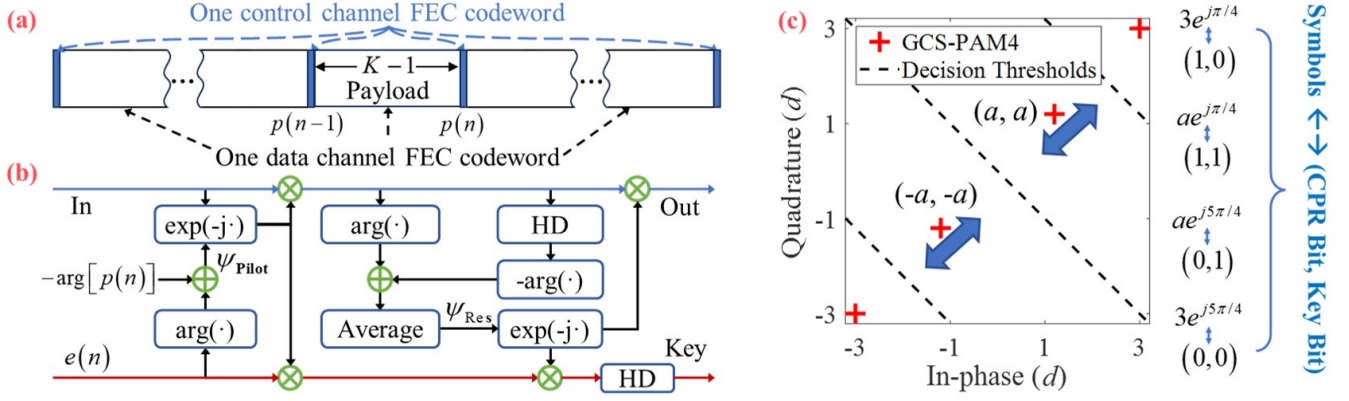 (a)
One control channel FEC codeword
K − 1
Payload
p(n−1)
p(n)
One data channel FEC codeword
(b)
In
exp(-j·)
ψPilot
−arg[p(n)]
arg(·)
e(n)
arg(·)
HD
-arg(·)
Average
ψRes
exp(-j·)
Out
Key
HD
(c)
GCS-PAM4
Decision Thresholds
(a, a)
(-a, -a)
Quadrature (d)
3
1
-1
-3
-3
-1
1
3
In-phase (d)
3e^{jπ/4}
(1,0)
ae^{jπ/4}
(1,1)
ae^{j5π/4}
(0,1)
3e^{j5π/4}
(0,0)
Symbols ←→ (CPR Bit, Key Bit)